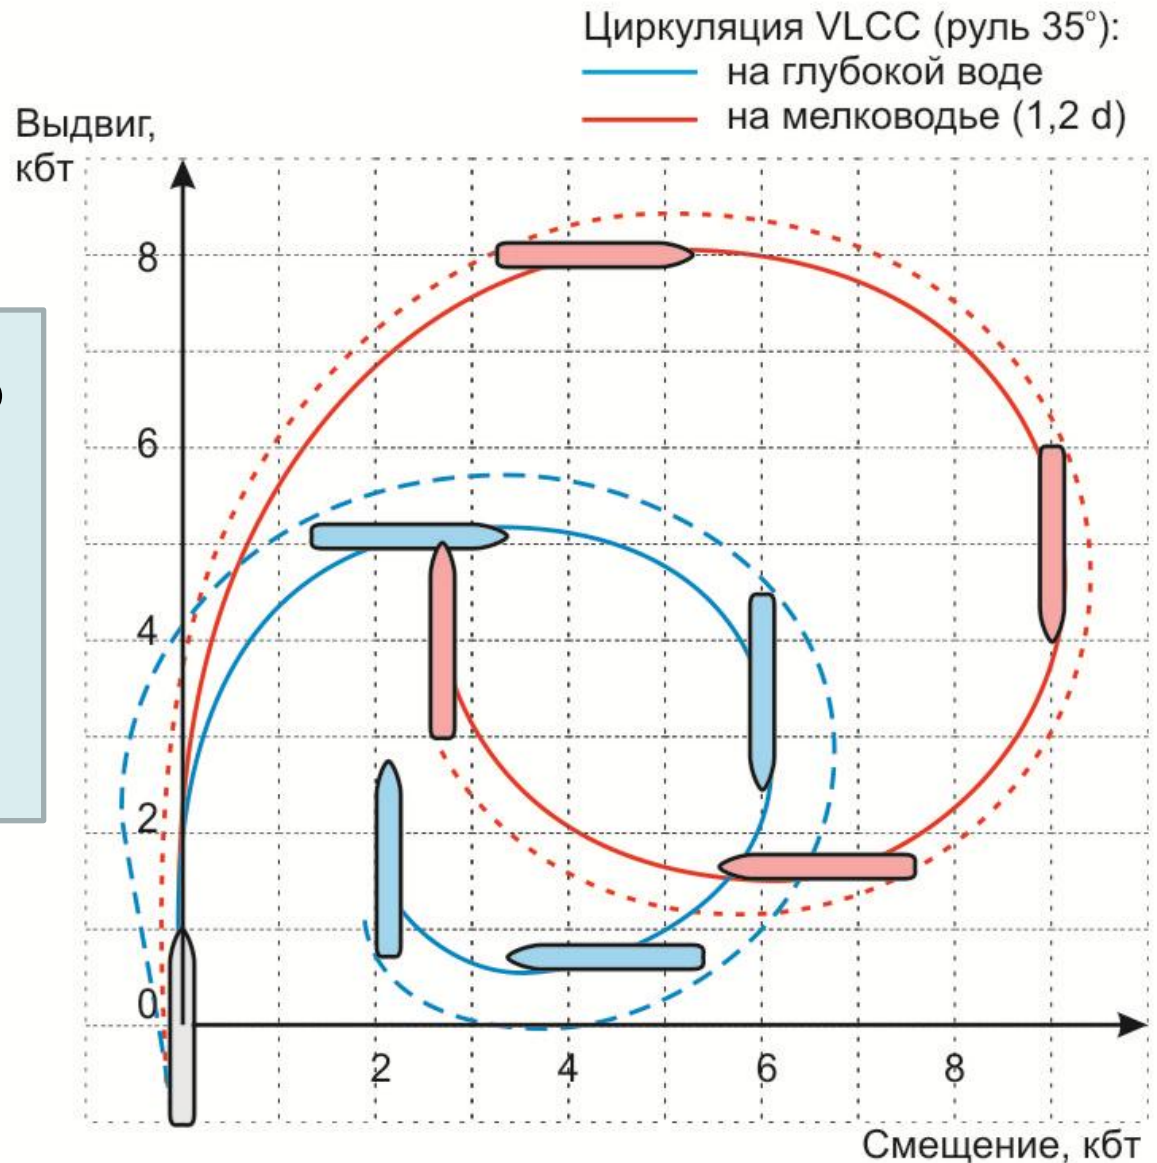 Циркуляция VLCC (руль 35°):
на глубокой воде
на мелководье (1,2 d)
Выдвиг,
кбт
8
6
4
2
0
2 4 6 8
Смещение, кбт